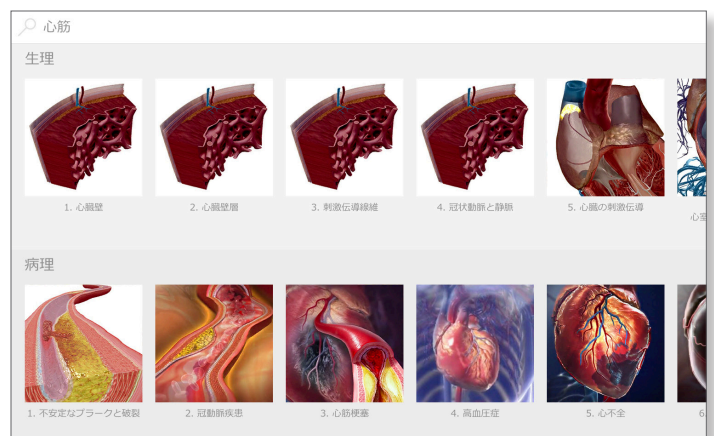 心筋
生理
1. 心臓壁
2. 心臓壁層
3. 刺激伝導線維
4. 冠状動脈と静脈
5. 心臓の刺激伝導
心室
病理
1. 不安定なプラークと破裂
2. 冠動脈疾患
3. 心筋梗塞
4. 高血圧症
5. 心不全
6.